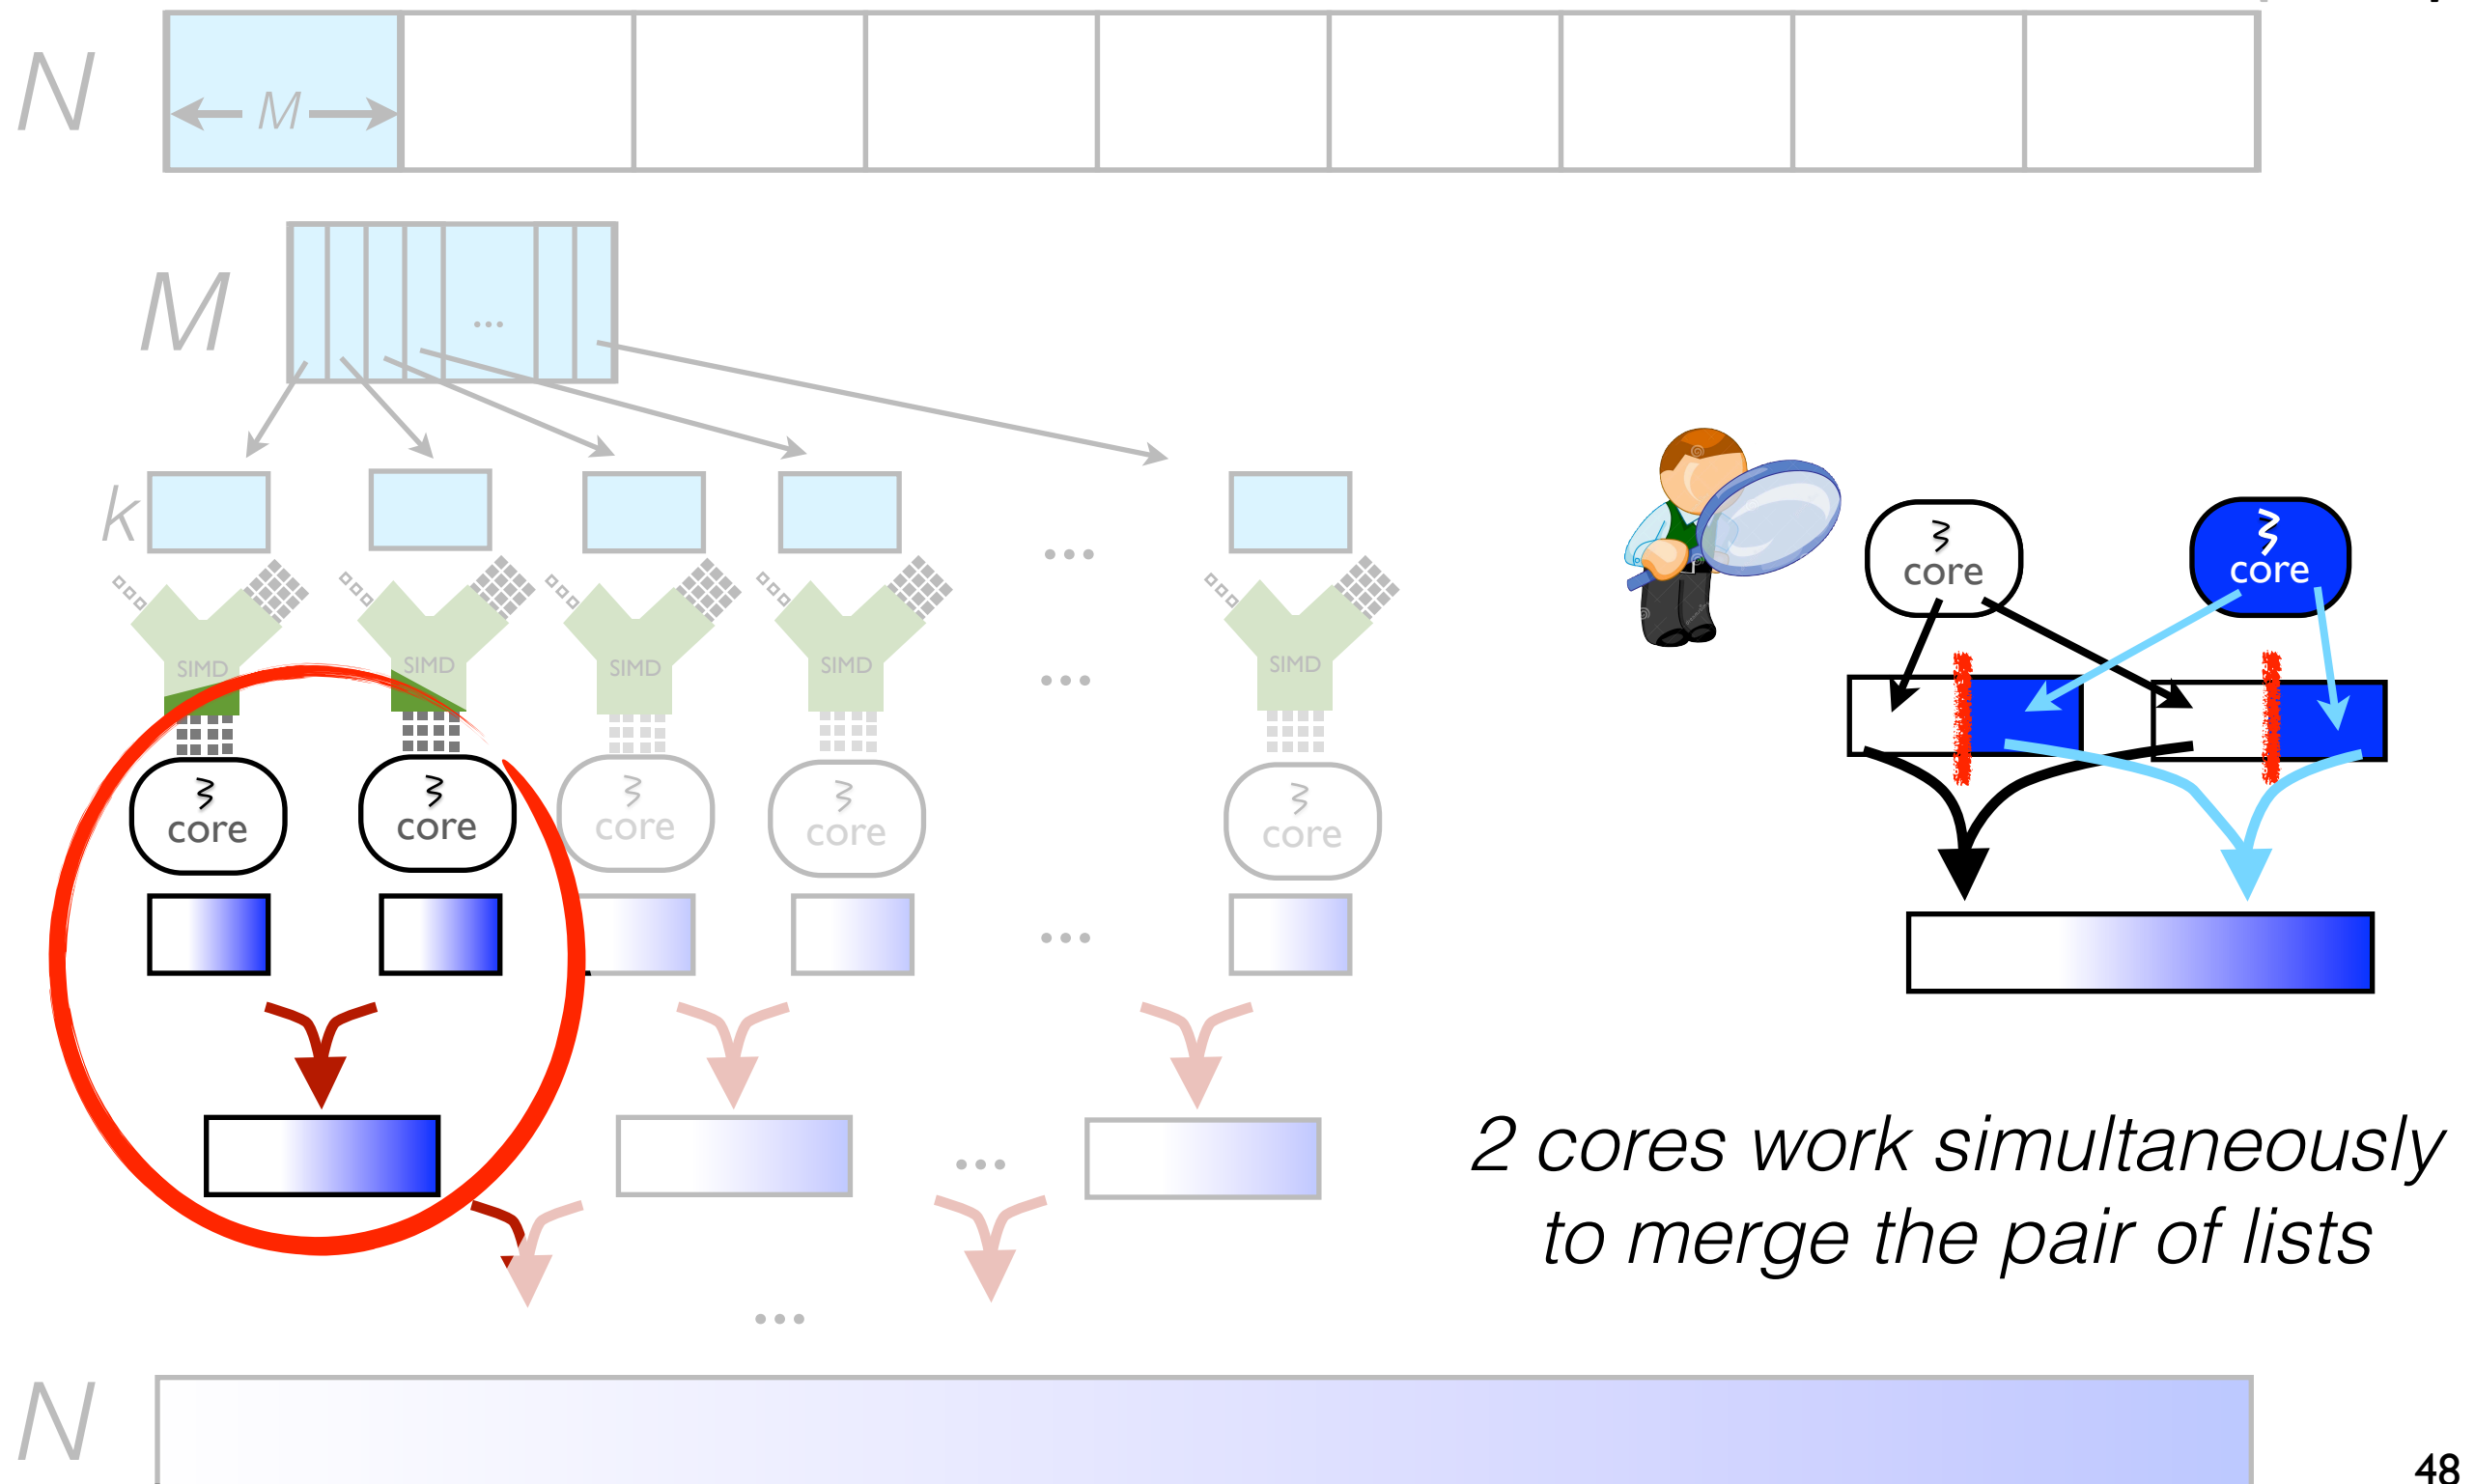 N
M
M
...
k
...
SIMD
SIMD
SIMD
SIMD
SIMD
...
core
core
core
core
core
core
core
...
...
...
2 cores work simultaneously
to merge the pair of lists
N
48